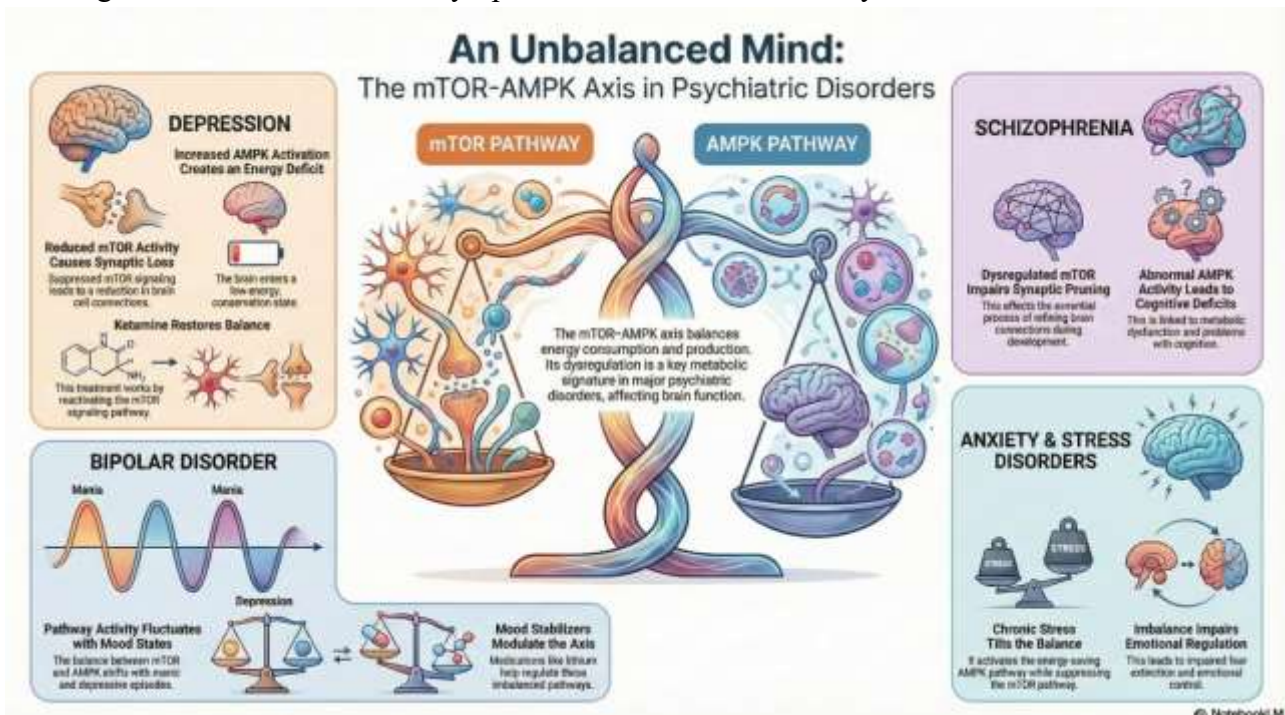 An Unbalanced Mind:
The mTOR-AMPK Axis in Psychiatric Disorders
mTOR PATHWAY
AMPK PATHWAY
The mTOR-AMPK axis balances
energy consumption and production.
Its dysregulation is a key metabolic
signature in major psychiatric
disorders, affecting brain function.
DEPRESSION
Increased AMPK Activation
Creates an Energy Deficit
The brain enters a
low-energy,
conservation state.
Reduced mTOR Activity
Causes Synaptic Loss
Suppressed mTOR signaling
leads to a reduction in brain
cell connections.
Ketamine Restores Balance
NH₂
This treatment works by
reactivating the mTOR
signaling pathway.
BIPOLAR DISORDER
Mania
Mania
Depression
Pathway Activity Fluctuates
with Mood States
The balance between mTOR
and AMPK shifts with manic
and depressive episodes.
Mood Stabilizers
Modulate the Axis
Medications like lithium
help regulate these
imbalanced pathways.
SCHIZOPHRENIA
?
Dysregulated mTOR
Impairs Synaptic Pruning
This affects the essential
process of refining brain
connections during
development.
Abnormal AMPK
Activity Leads to
Cognitive Deficits
This is linked to metabolic
dysfunction and problems
with cognition.
ANXIETY & STRESS
DISORDERS
STRESS
STRESS
Chronic Stress
Tilts the Balance
It activates the energy-saving
AMPK pathway while suppressing
the mTOR pathway.
Imbalance Impairs
Emotional Regulation
This leads to impaired fear
extinction and emotional
control.